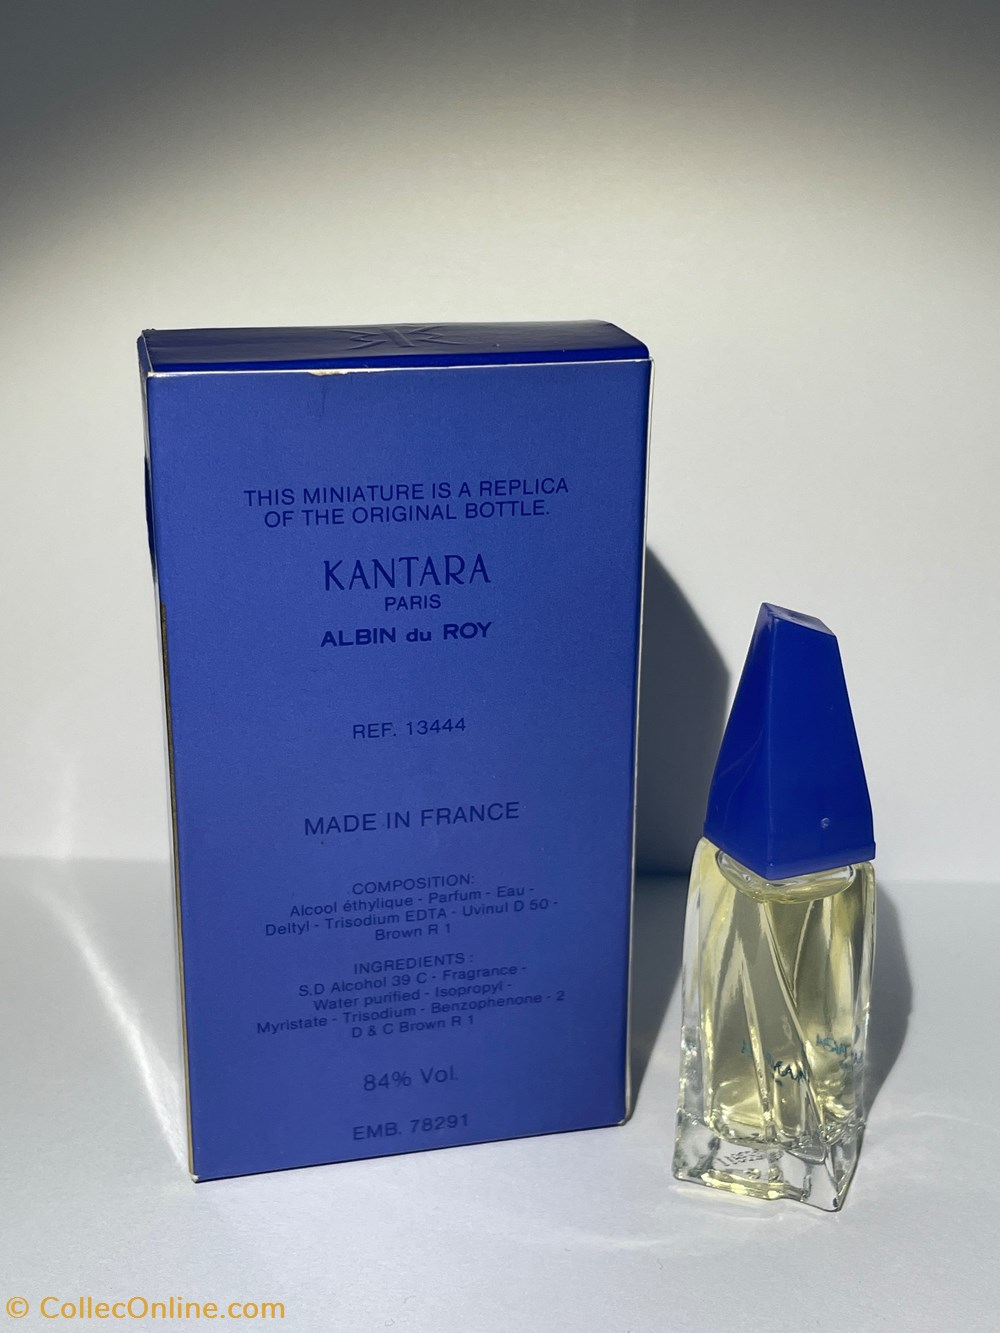 THIS MINIATURE IS A REPLICA
OF THE ORIGINAL BOTTLE.
KANTARA
PARIS
ALBIN du ROY
REF. 13444
MADE IN FRANCE
COMPOSITION:
Alcool éthylique - Parfum - Eau -
Deltyl - Trisodium EDTA - Uvinul D 50 -
Brown R 1
INGREDIENTS :
S.D Alcohol 39 C - Fragrance -
Water purified - Isopropyl -
Myristate - Trisodium - Benzophenone - 2
D & C Brown R 1
84% Vol.
EMB. 78291
© CollecOnline.com